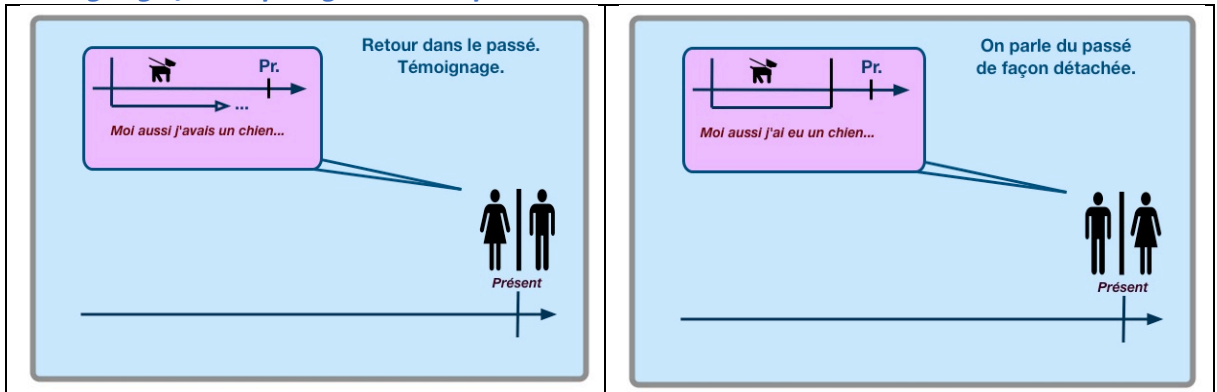 Retour dans le passé.
Témoignage.
Pr.
...
Moi aussi j'avais un chien...
Présent
On parle du passé
de façon détachée.
Pr.
Moi aussi j'ai eu un chien...
Présent